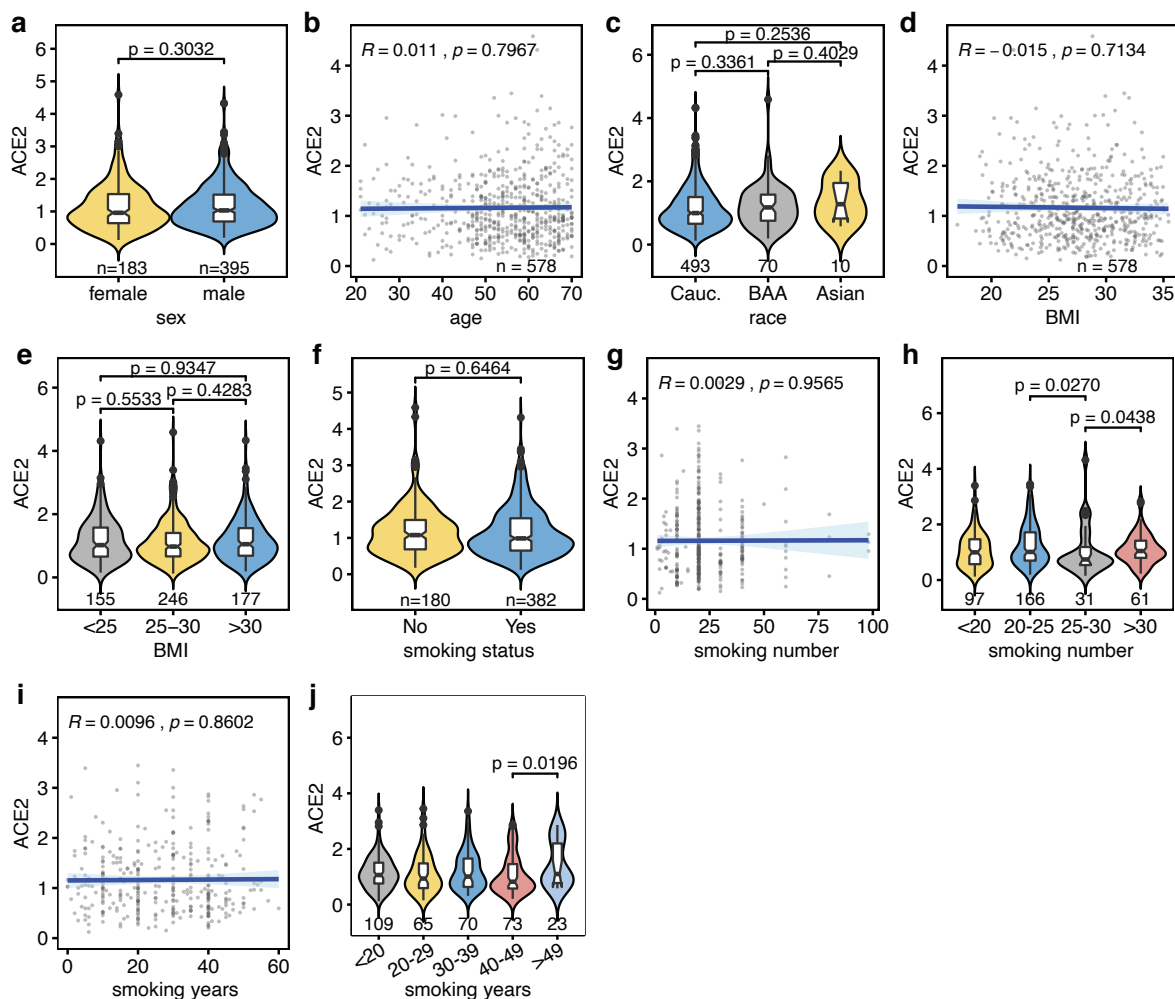 a
p = 0.3032
6
5
4
3
2
1
0
ACE2
n=183
n=395
female
male
sex
b
R = 0.011 , p = 0.7967
4
3
2
1
0
ACE2
n = 578
20
30
40
50
60
70
age
c
p = 0.2536
p = 0.3361
p = 0.4029
6
4
2
0
ACE2
493
70
10
Cauc.
BAA
Asian
race
d
R = − 0.015 , p = 0.7134
4
3
2
1
0
ACE2
n = 578
20
25
30
35
BMI
e
p = 0.9347
p = 0.5533
p = 0.4283
6
4
2
0
ACE2
155
246
177
<25
25−30
>30
BMI
f
p = 0.6464
5
4
3
2
1
0
ACE2
n=180
n=382
No
Yes
smoking status
g
R = 0.0029 , p = 0.9565
4
3
2
1
0
ACE2
0
25
50
75
100
smoking number
h
p = 0.0270
p = 0.0438
6
4
2
0
ACE2
97
166
31
61
<20
20-25
25-30
>30
smoking number
i
R = 0.0096 , p = 0.8602
4
3
2
1
0
ACE2
0
20
40
60
smoking years
j
p = 0.0196
6
4
2
0
ACE2
109
65
70
73
23
<20
20-29
30-39
40-49
>49
smoking years